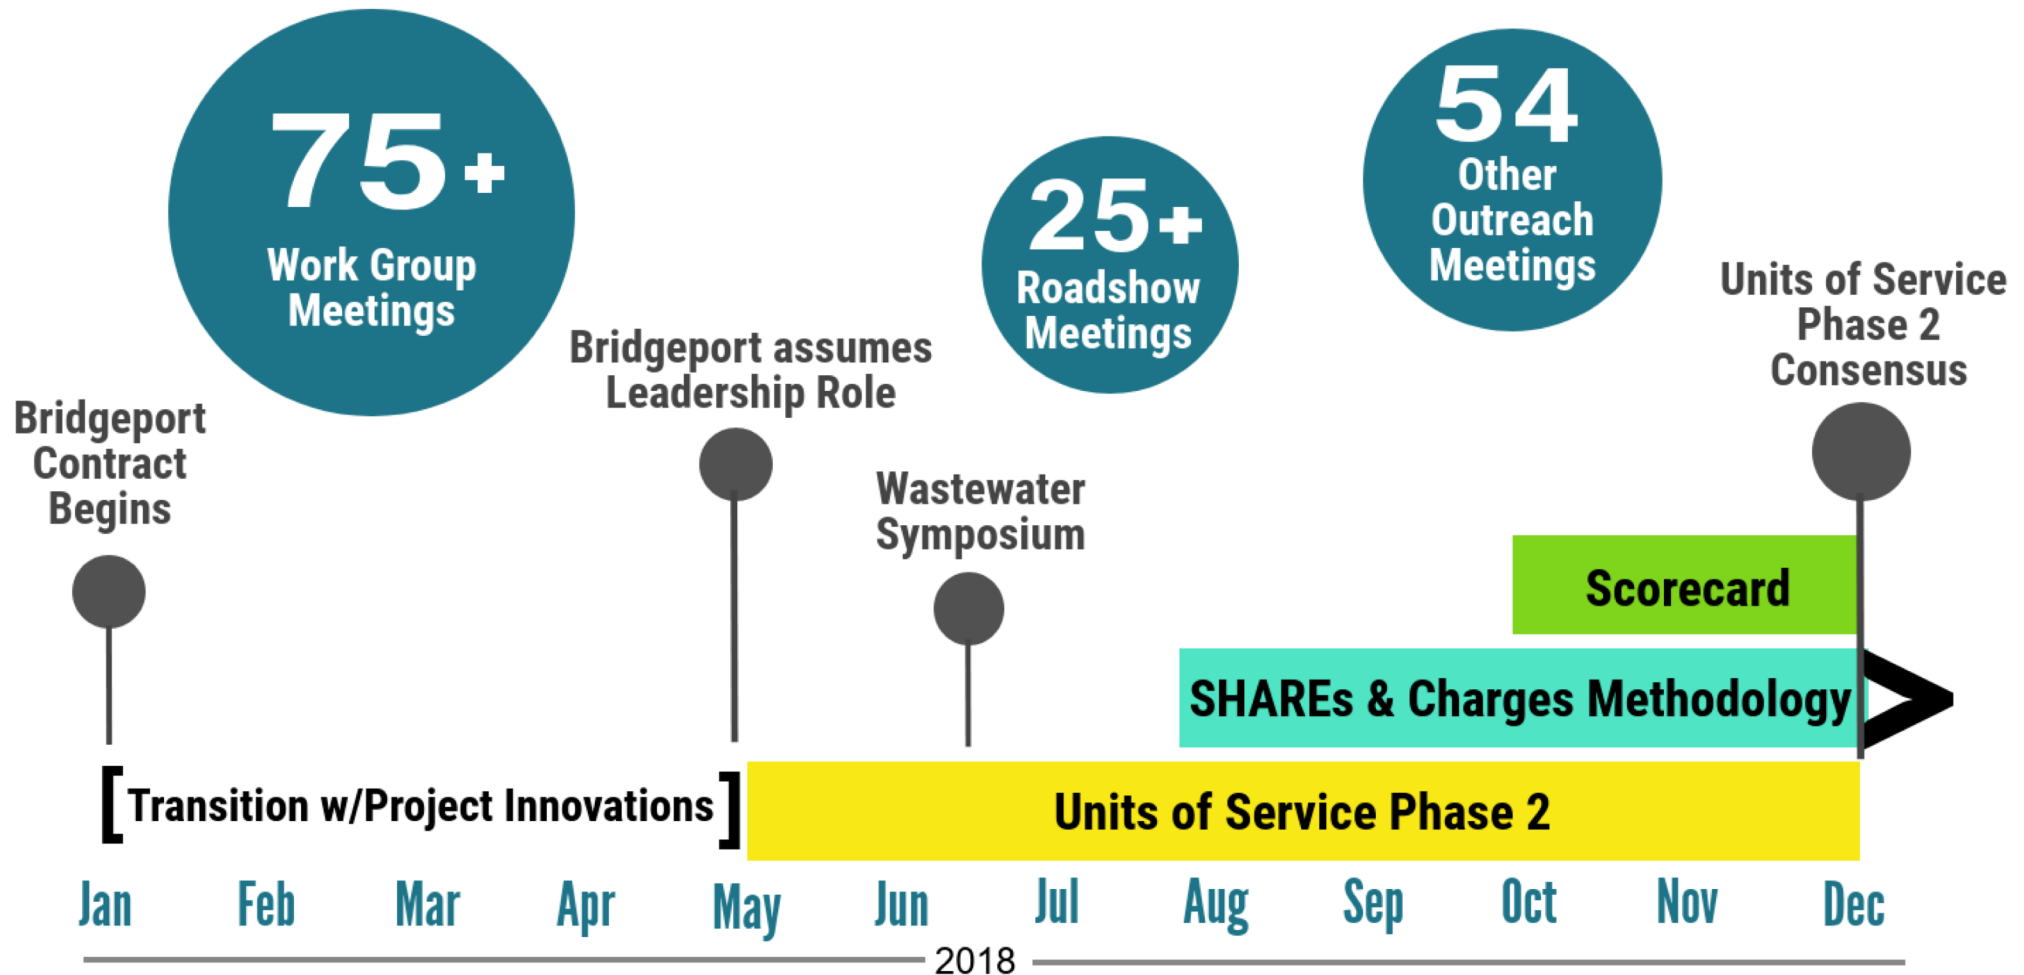 75+
Work Group
Meetings
25+
Roadshow
Meetings
54
Other
Outreach
Meetings
Bridgeport
Contract
Begins
Bridgeport assumes
Leadership Role
Wastewater
Symposium
Units of Service
Phase 2
Consensus
Scorecard
SHAREs & Charges Methodology
[Transition w/Project Innovations]
Units of Service Phase 2
Jan Feb Mar Apr May Jun Jul Aug Sep Oct Nov Dec
2018